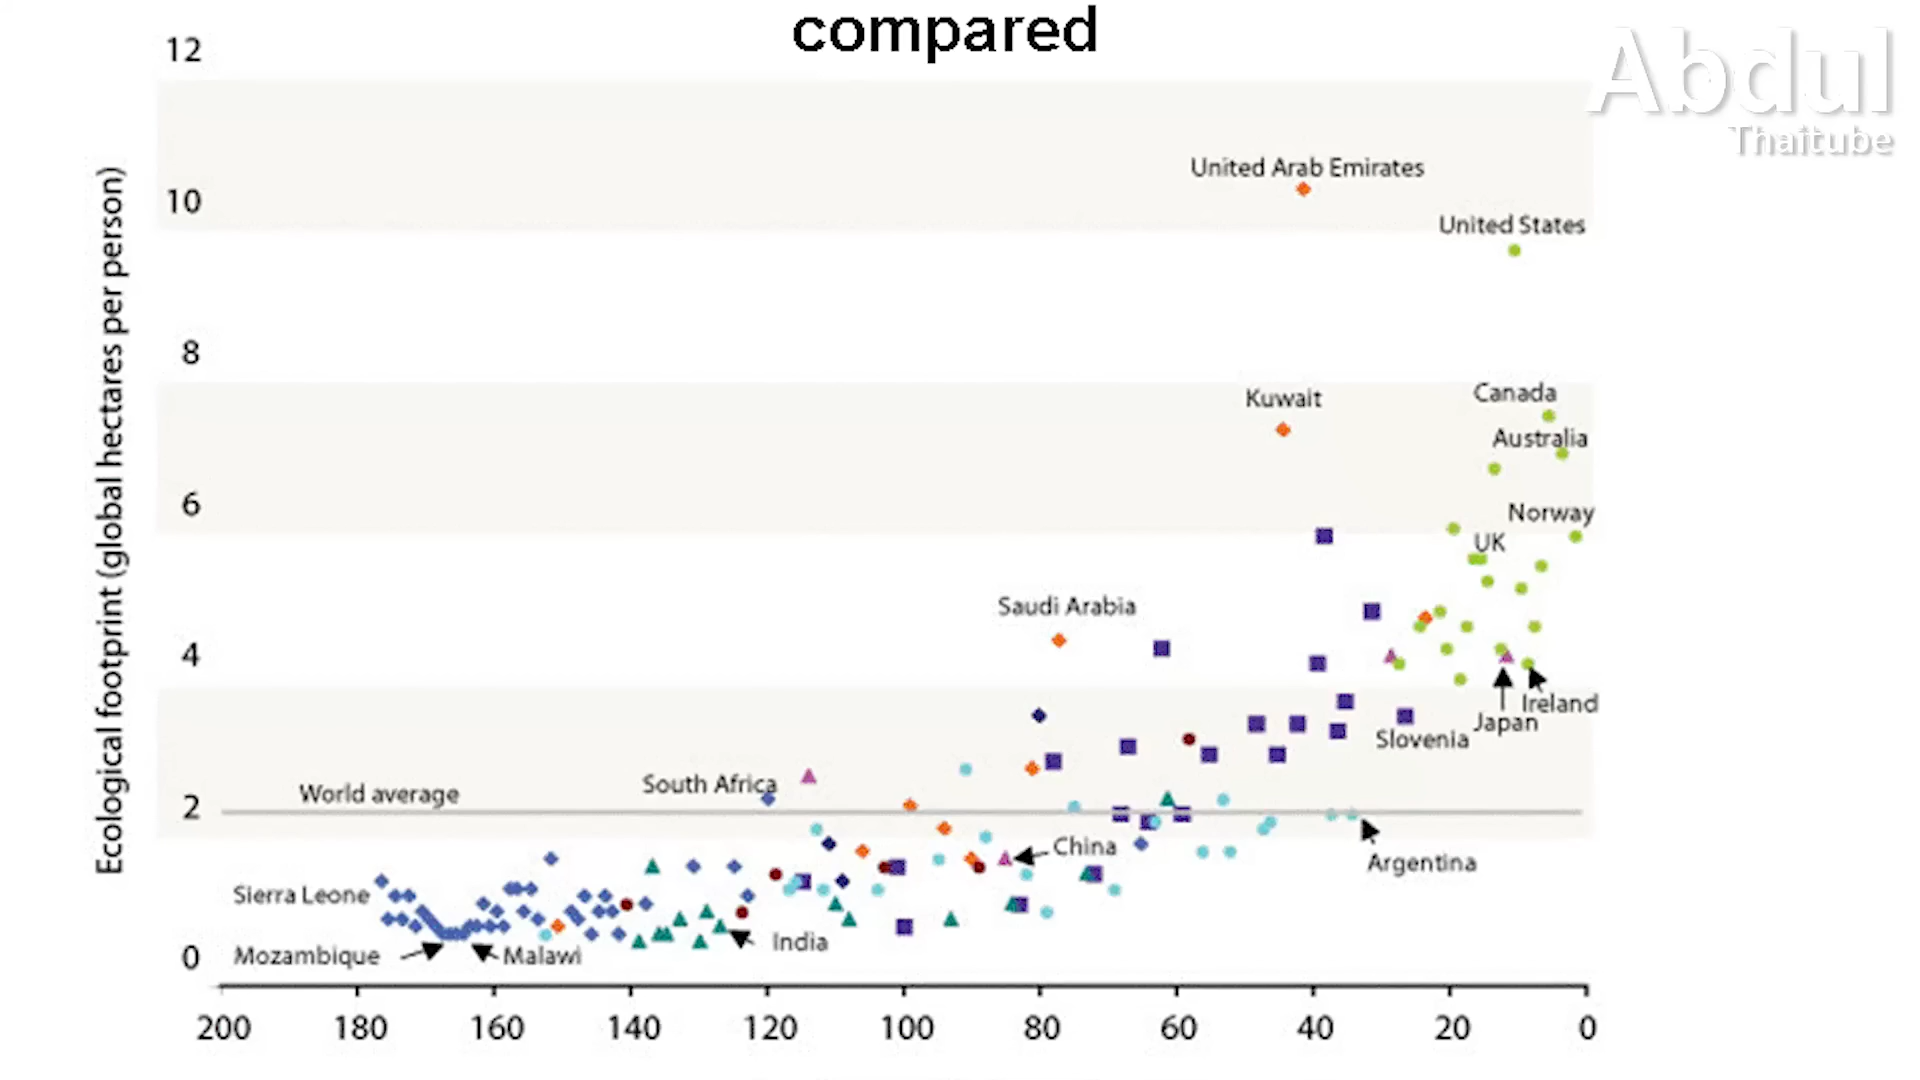 compared
Abdul
Thaitube
12
10
8
6
4
2
0
Ecological footprint (global hectares per person)
United Arab Emirates
United States
Kuwait
Canada
Australia
Norway
UK
Saudi Arabia
Ireland
Japan
Slovenia
South Africa
World average
China
Argentina
Sierra Leone
India
Mozambique
Malawi
200 180 160 140 120 100 80 60 40 20 0